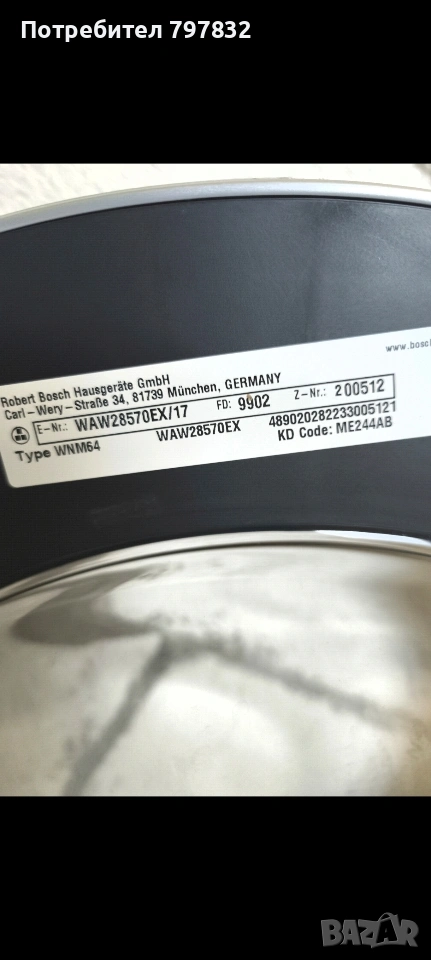 Потребител 797832
www.bosc
Robert Bosch Hausgeräte GmbH
Carl-Wery-Straße 34, 81739 München, GERMANY
E-Nr.: WAW28570EX/17 FD: 9902 Z-Nr.: 200512
Type WNM64 WAW28570EX 489020282233005121
KD Code: ME244AB
BAZAR